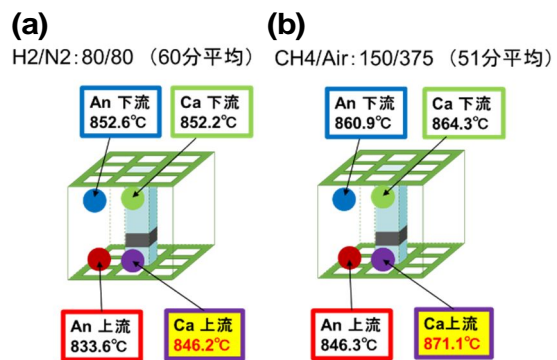 (a)
H2/N2:80/80 (60分平均)
An 下流
852.6℃
Ca 下流
852.2℃
An 上流
833.6℃
Ca 上流
846.2℃
(b)
CH4/Air:150/375 (51分平均)
An 下流
860.9℃
Ca 下流
864.3℃
An 上流
846.3℃
Ca上流
871.1℃